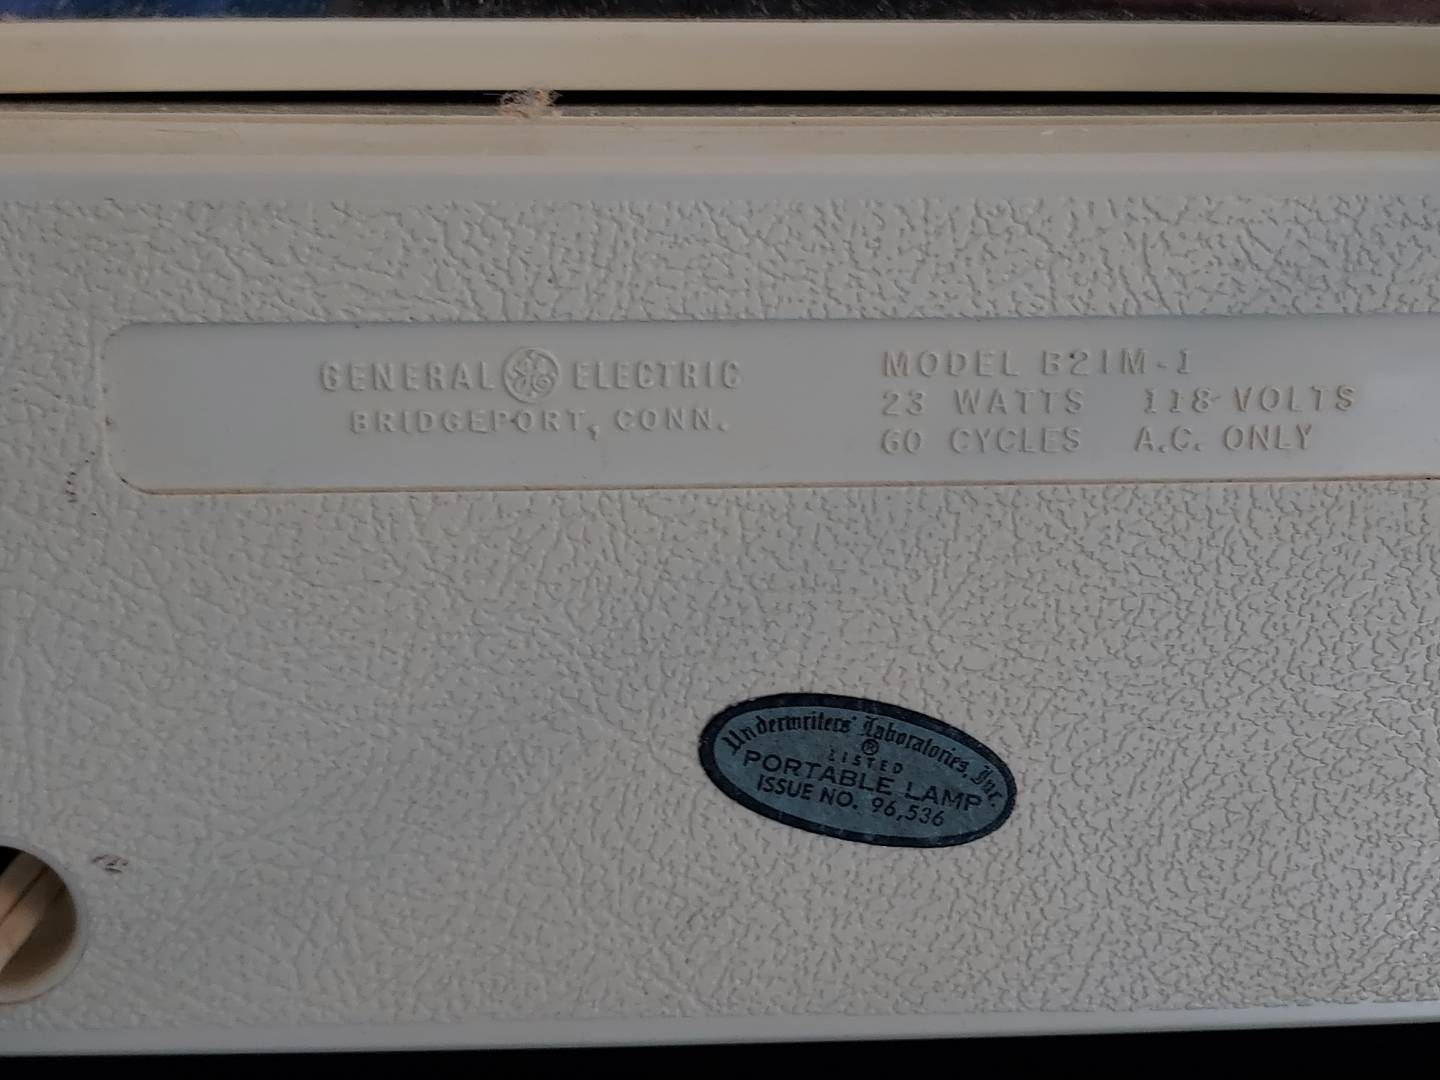 GENERAL GE ELECTRIC
BRIDGEPORT, CONN.
MODEL B21M-1
23 WATTS 118 VOLTS
60 CYCLES A.C. ONLY
Underwriters' Laboratories, Inc.
®
LISTED
PORTABLE LAMP
ISSUE NO. 96,536